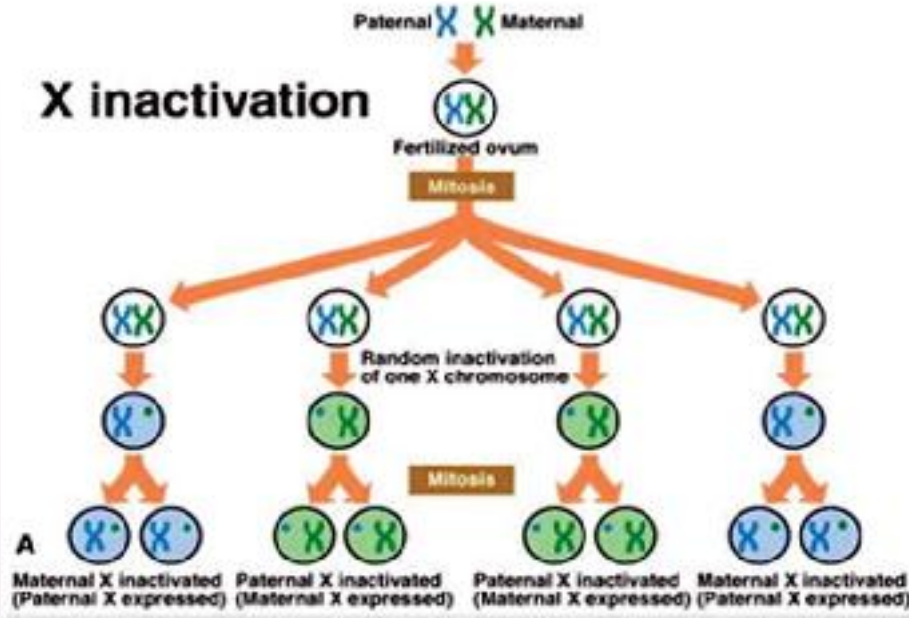 Paternal Maternal
X inactivation
Fertilized ovum
Mitosis
Random inactivation
of one X chromosome
Mitosis
A
Maternal X inactivated
(Paternal X expressed)
Paternal X inactivated
(Maternal X expressed)
Paternal X inactivated
(Maternal X expressed)
Maternal X inactivated
(Paternal X expressed)